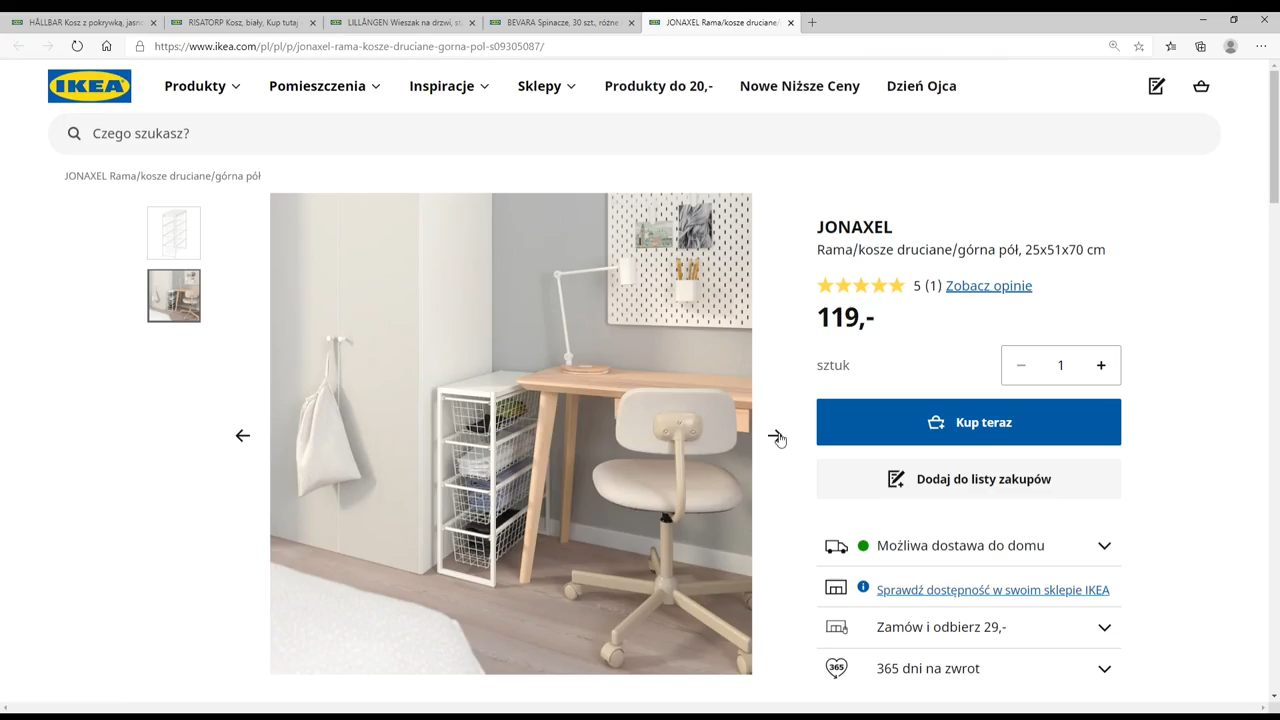 HÅLLBAR Kosz z pokrywką, jasno
RISATORP Kosz, biały, Kup tutaj
LILLÅNGEN Wieszak na drzwi, st
BEVARA Spinacze, 30 szt., różne
JONAXEL Rama/kosze druciane/
https://www.ikea.com/pl/pl/p/jonaxel-rama-kosze-druciane-gorna-pol-s09305087/
IKEA
Produkty
Pomieszczenia
Inspiracje
Sklepy
Produkty do 20,-
Nowe Niższe Ceny
Dzień Ojca
Czego szukasz?
JONAXEL Rama/kosze druciane/górna pół
JONAXEL
Rama/kosze druciane/górna pół, 25x51x70 cm
5 (1) Zobacz opinie
119,-
sztuk
1
Kup teraz
Dodaj do listy zakupów
Możliwa dostawa do domu
Sprawdź dostępność w swoim sklepie IKEA
Zamów i odbierz 29,-
365
365 dni na zwrot